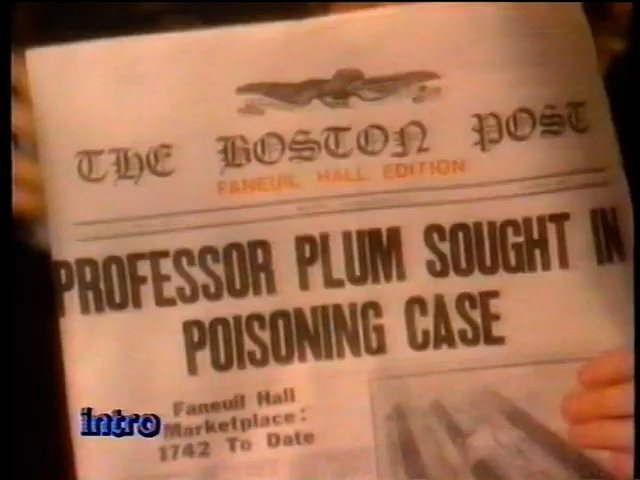 THE BOSTON POST
FANEUIL HALL EDITION
PROFESSOR PLUM SOUGHT IN
POISONING CASE
Faneuil Hall
Marketplace:
1742 To Date
intro